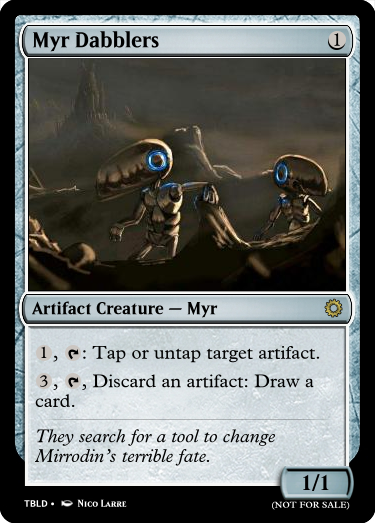 Myr Dabblers 1
Artifact Creature — Myr
1, : Tap or untap target artifact.
3, , Discard an artifact: Draw a
card.
They search for a tool to change
Mirrodin's terrible fate.
1/1
TBLD • Nico Larre
(NOT FOR SALE)